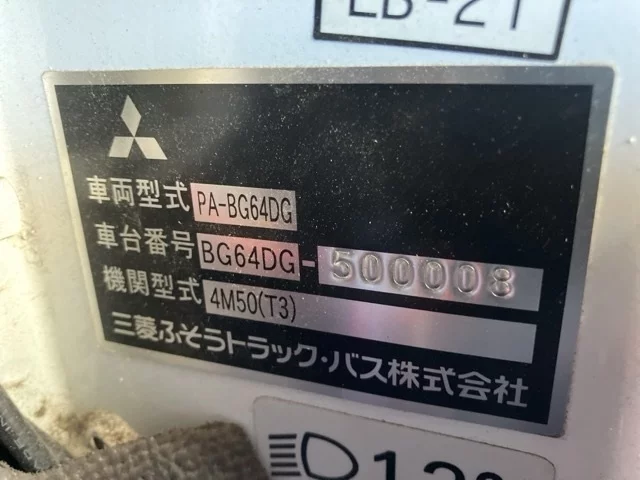 EB-21
車両型式 PA-BG64DG
車台番号 BG64DG-500008
機関型式 4M50(T3)
三菱ふそうトラック・バス株式会社